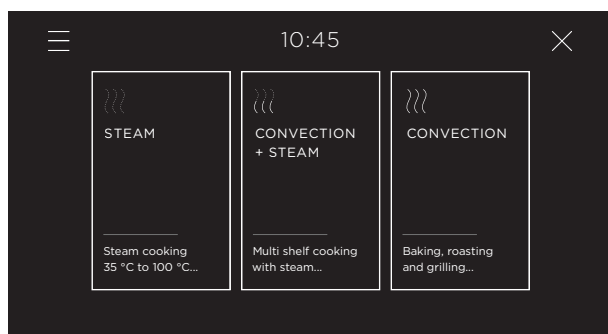 10:45
STEAM
Steam cooking
35 °C to 100 °C...
CONVECTION
+ STEAM
Multi shelf cooking
with steam...
CONVECTION
Baking, roasting
and grilling...